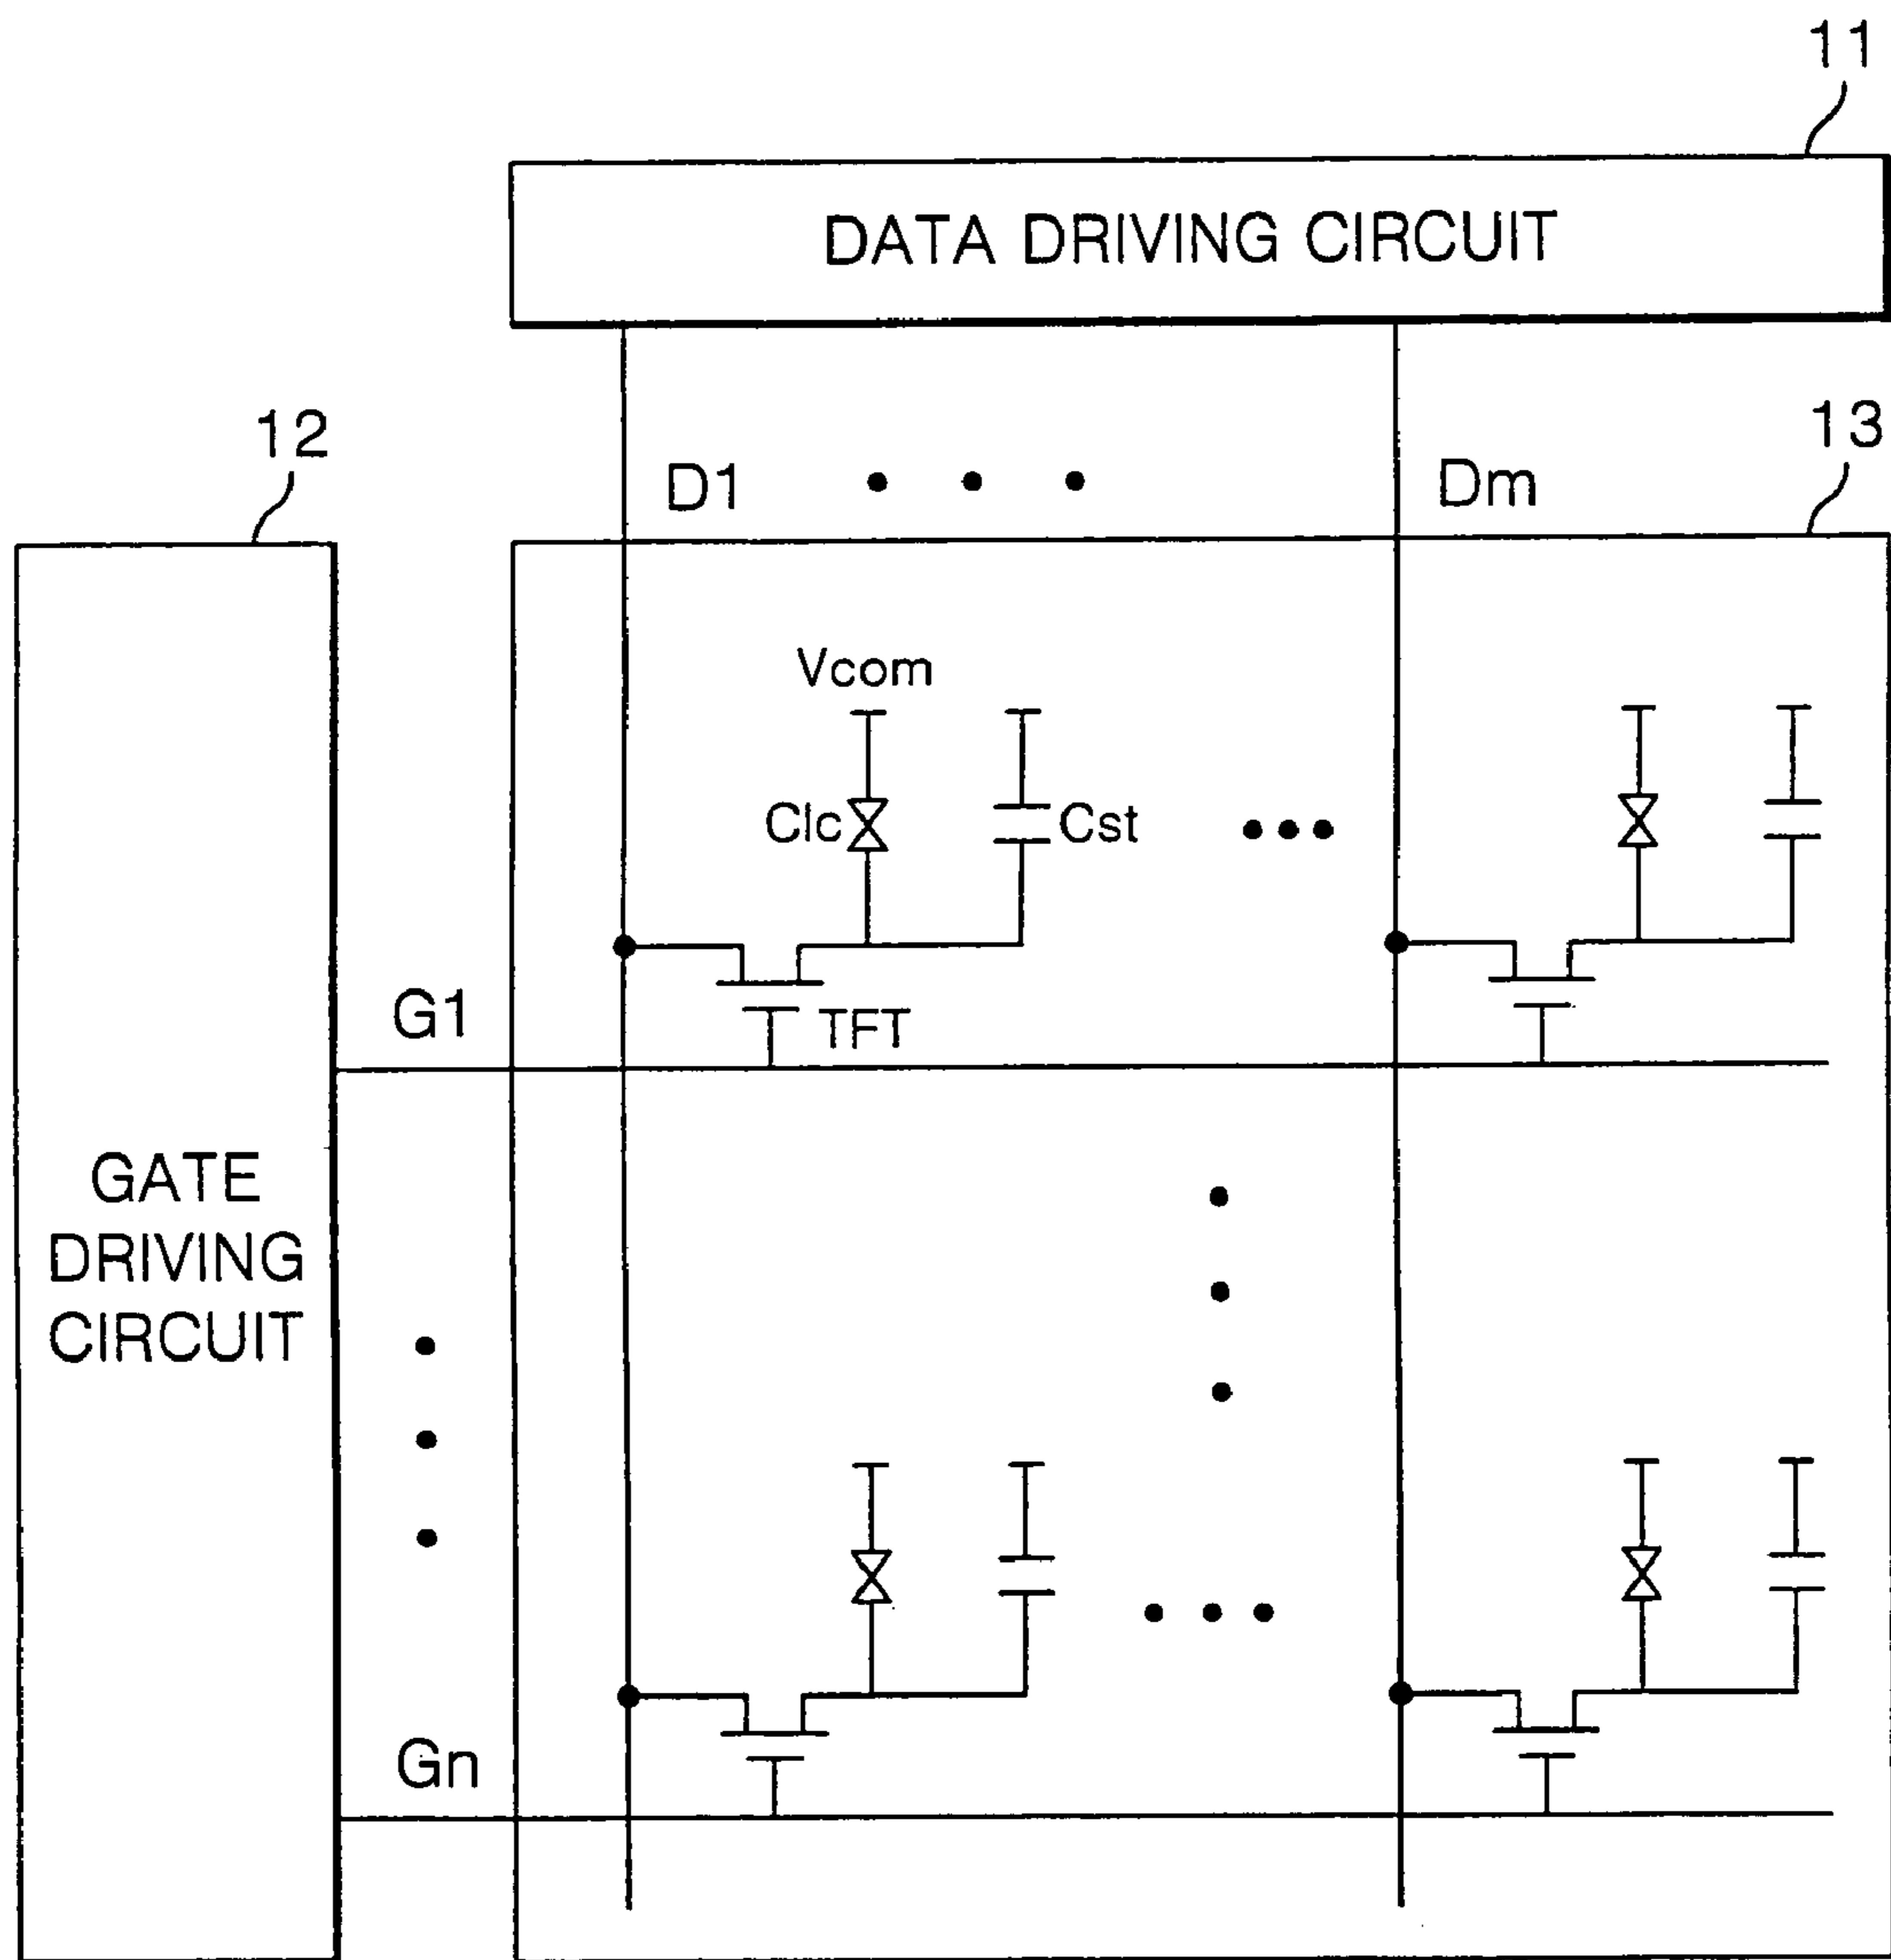 11
DATA DRIVING CIRCUIT
12
13
D1
Dm
Vcom
Clc
Cst
G1
TFT
GATE
DRIVING
CIRCUIT
Gn